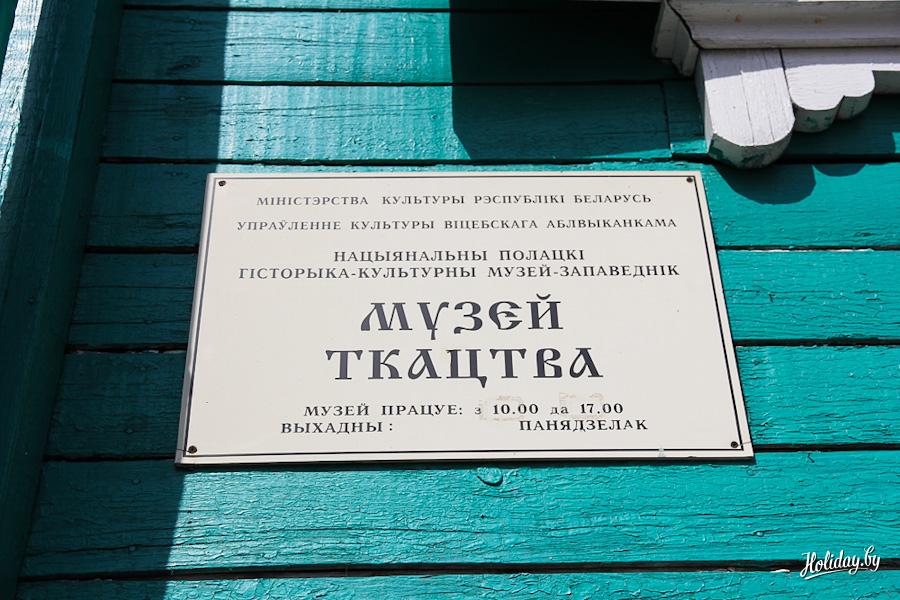 МІНІСТЭРСТВА КУЛЬТУРЫ РЭСПУБЛІКІ БЕЛАРУСЬ
УПРАЎЛЕННЕ КУЛЬТУРЫ ВІЦЕБСКАГА АБЛВЫКАНКАМА
НАЦЫЯНАЛЬНЫ ПОЛАЦКІ
ГІСТОРЫКА-КУЛЬТУРНЫ МУЗЕЙ-ЗАПАВЕДНІК
МУЗЕЙ
ТКАЦТВА
МУЗЕЙ ПРАЦУЕ: з 10.00 да 17.00
ВЫХАДНЫ: ПАНЯДЗЕЛАК
Holiday.by